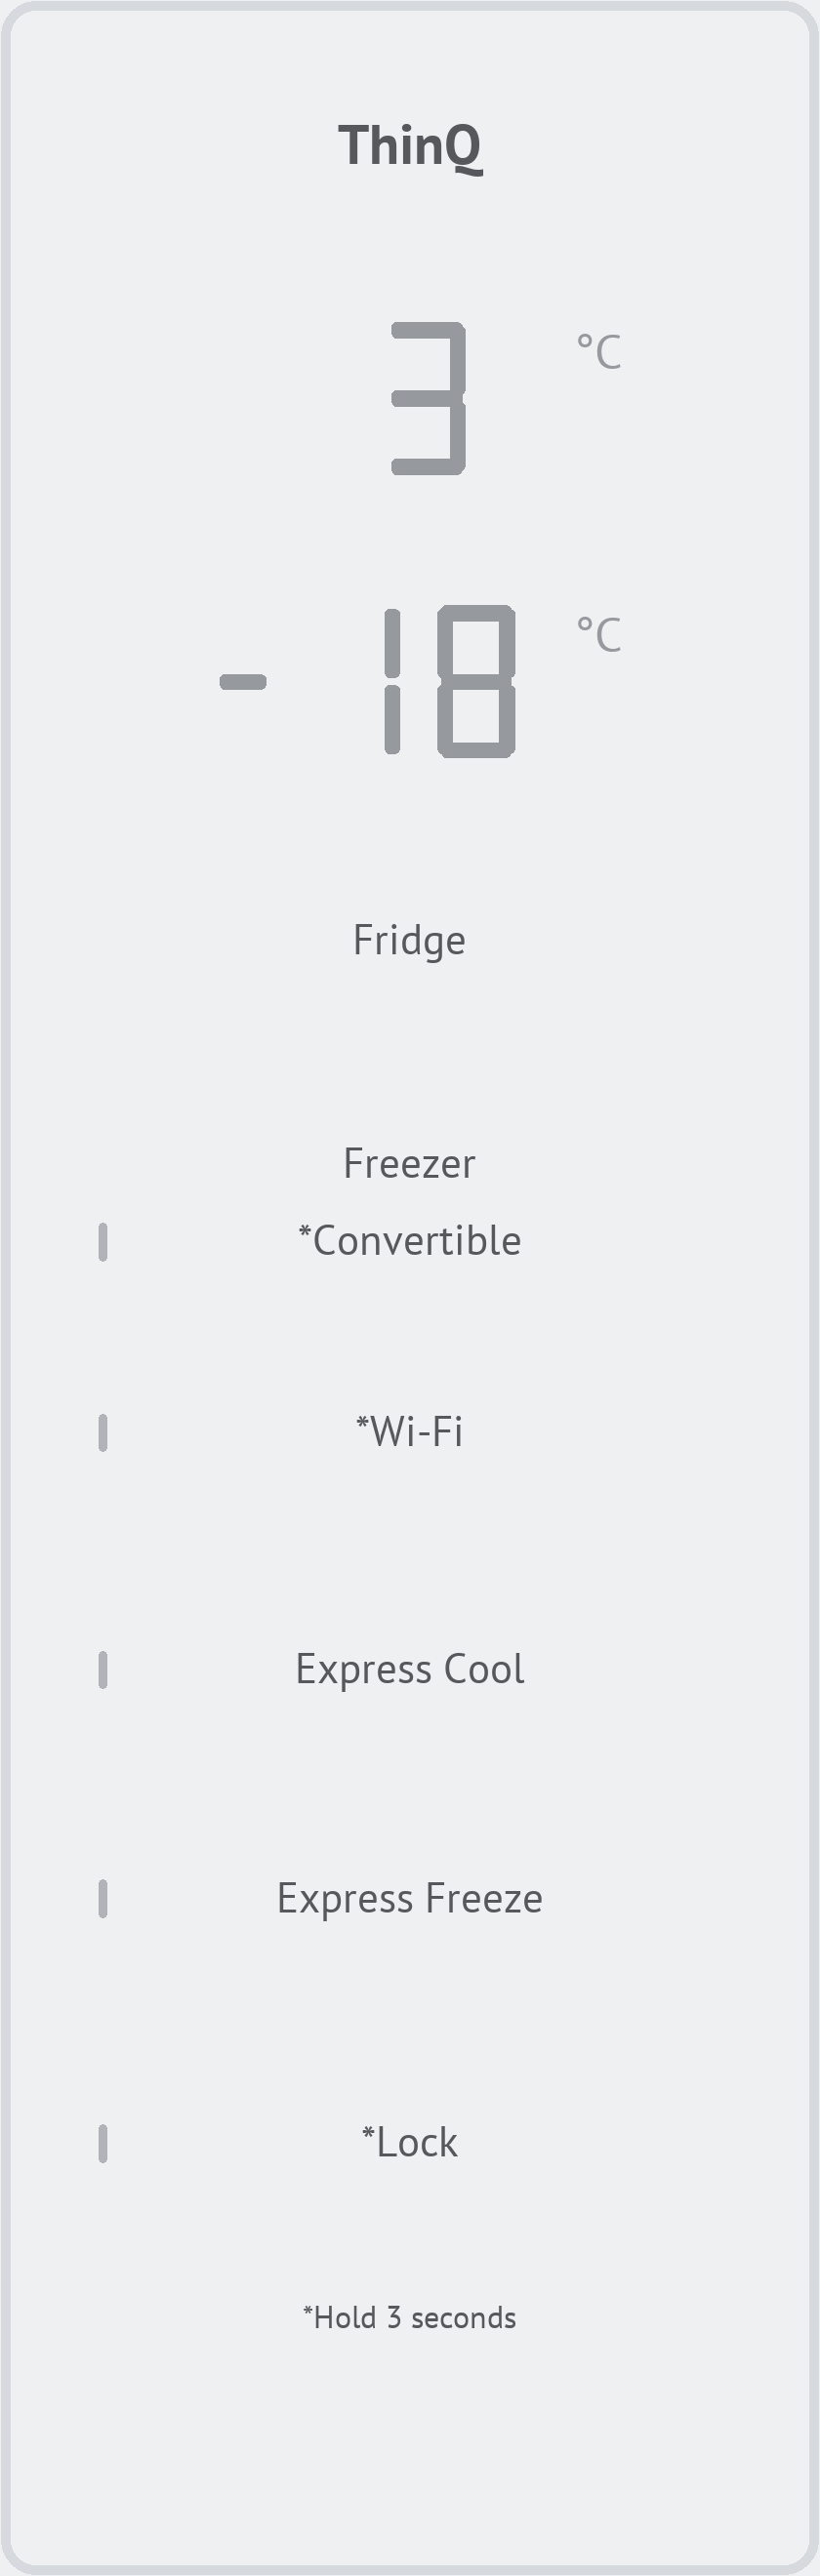 ThinQ
3 °C
-18 °C
Fridge
Freezer
*Convertible
*Wi-Fi
Express Cool
Express Freeze
*Lock
*Hold 3 seconds